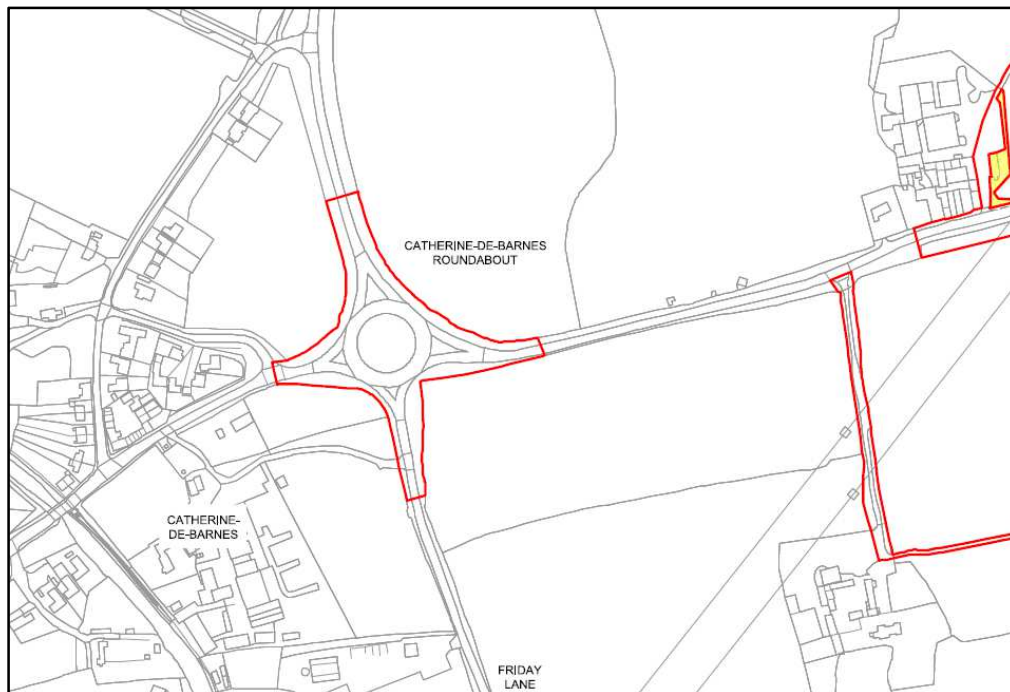 CATHERINE-DE-BARNES
ROUNDABOUT
CATHERINE-
DE-BARNES
FRIDAY
LANE